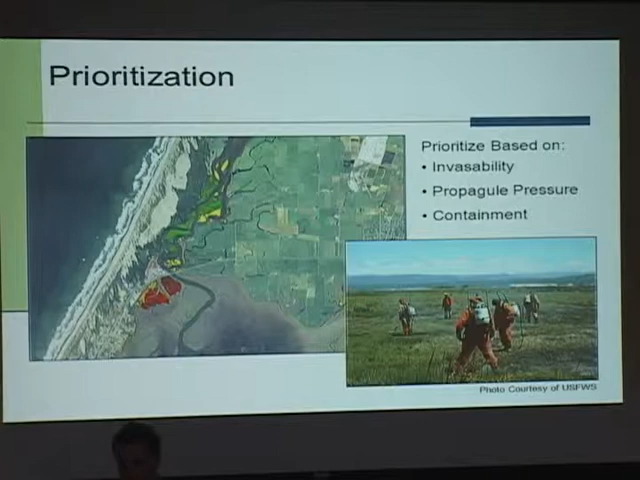 Prioritization
Prioritize Based on:
• Invasability
• Propagule Pressure
• Containment
Photo Courtesy of USFWS